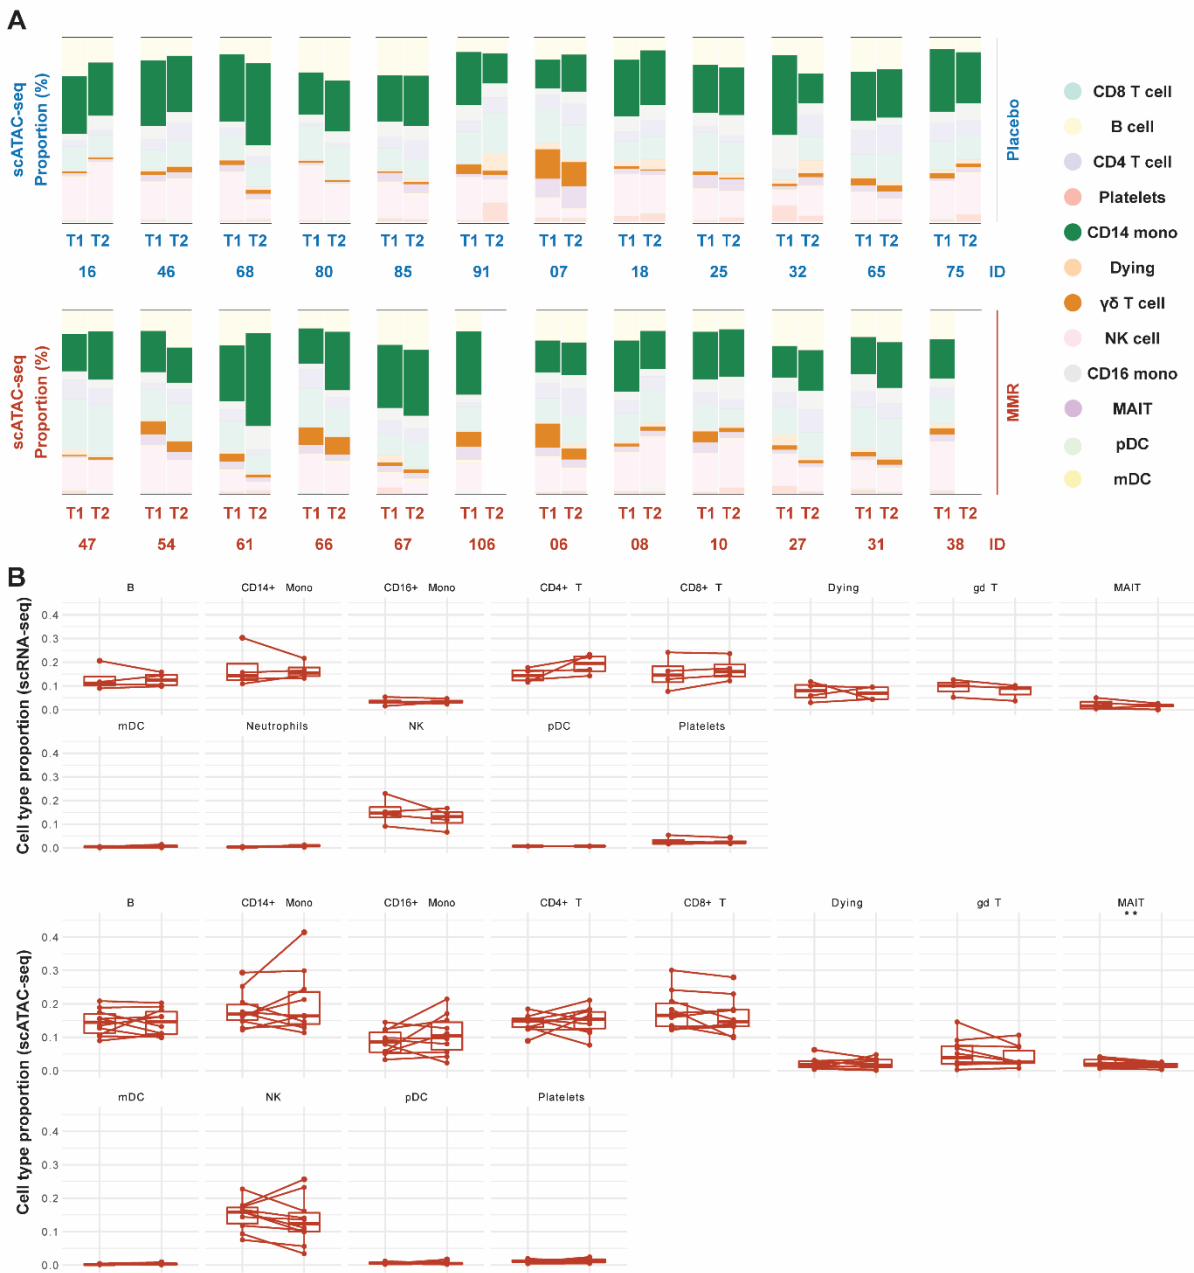 A
scATAC-seq
Proportion (%)
Placebo
T1 T2 T1 T2 T1 T2 T1 T2 T1 T2 T1 T2 T1 T2 T1 T2 T1 T2 T1 T2 T1 T2 T1 T2
16 46 68 80 85 91 07 18 25 32 65 75 ID
scATAC-seq
Proportion (%)
MMR
T1 T2 T1 T2 T1 T2 T1 T2 T1 T2 T1 T2 T1 T2 T1 T2 T1 T2 T1 T2 T1 T2 T1 T2
47 54 61 66 67 106 06 08 10 27 31 38 ID
CD8 T cell
B cell
CD4 T cell
Platelets
CD14 mono
Dying
γδ T cell
NK cell
CD16 mono
MAIT
pDC
mDC
B
Cell type proportion (scRNA-seq)
B CD14+ Mono CD16+ Mono CD4+ T CD8+ T Dying gd T MAIT
0.4
0.3
0.2
0.1
0.0
mDC Neutrophils NK pDC Platelets
0.4
0.3
0.2
0.1
0.0
Cell type proportion (scATAC-seq)
B CD14+ Mono CD16+ Mono CD4+ T CD8+ T Dying gd T MAIT
**
0.4
0.3
0.2
0.1
0.0
mDC NK pDC Platelets
0.4
0.3
0.2
0.1
0.0